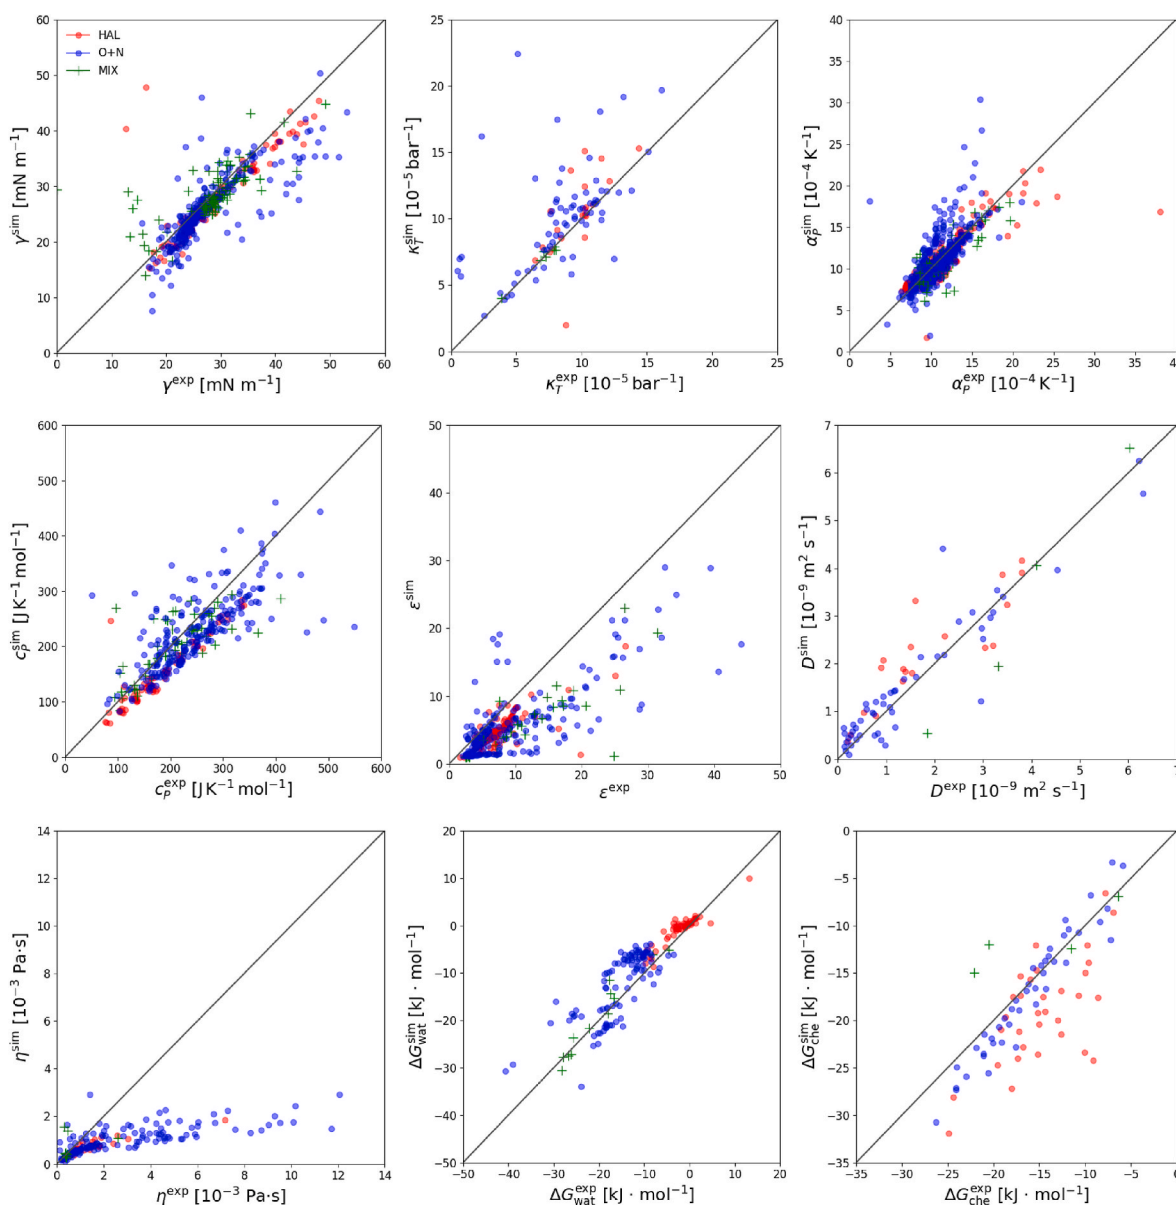 60
50
40
30
20
10
0
γ^sim [mN m⁻¹]
HAL
O+N
MIX
0 10 20 30 40 50 60
γ^exp [mN m⁻¹]
25
20
15
10
5
0
κ_T^sim [10⁻⁵ bar⁻¹]
0 5 10 15 20 25
κ_T^exp [10⁻⁵ bar⁻¹]
40
35
30
25
20
15
10
5
0
α_P^sim [10⁻⁴ K⁻¹]
0 5 10 15 20 25 30 35 40
α_P^exp [10⁻⁴ K⁻¹]
600
500
400
300
200
100
0
c_P^sim [J K⁻¹ mol⁻¹]
0 100 200 300 400 500 600
c_P^exp [J K⁻¹ mol⁻¹]
50
40
30
20
10
0
ε^sim
0 10 20 30 40 50
ε^exp
7
6
5
4
3
2
1
0
D^sim [10⁻⁹ m² s⁻¹]
0 1 2 3 4 5 6 7
D^exp [10⁻⁹ m² s⁻¹]
14
12
10
8
6
4
2
0
η^sim [10⁻³ Pa·s]
0 2 4 6 8 10 12 14
η^exp [10⁻³ Pa·s]
20
10
0
−10
−20
−30
−40
−50
ΔG_wat^sim [kJ · mol⁻¹]
−50 −40 −30 −20 −10 0 10 20
ΔG_wat^exp [kJ · mol⁻¹]
0
−5
−10
−15
−20
−25
−30
−35
ΔG_che^sim [kJ · mol⁻¹]
−35 −30 −25 −20 −15 −10 −5 0
ΔG_che^exp [kJ · mol⁻¹]